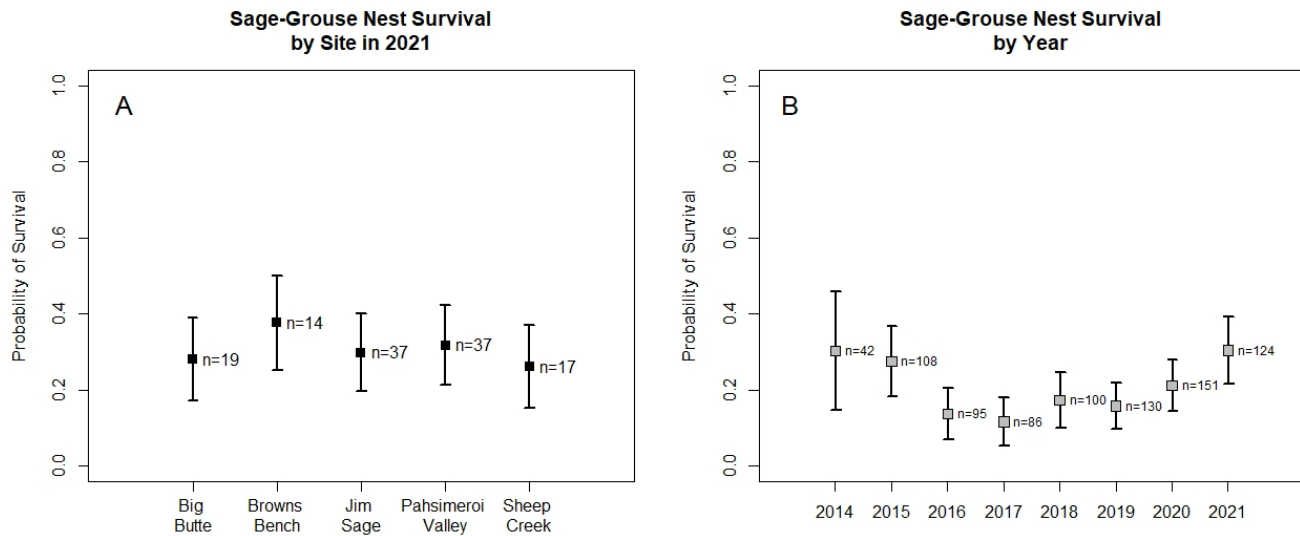 Sage-Grouse Nest Survival
by Site in 2021
A
Probability of Survival
1.0
0.8
0.6
0.4
0.2
0.0
n=19
n=14
n=37
n=37
n=17
Big
Butte
Browns
Bench
Jim
Sage
Pahsimeroi
Valley
Sheep
Creek
Sage-Grouse Nest Survival
by Year
B
Probability of Survival
1.0
0.8
0.6
0.4
0.2
0.0
n=42
n=108
n=95
n=86
n=100
n=130
n=151
n=124
2014 2015 2016 2017 2018 2019 2020 2021